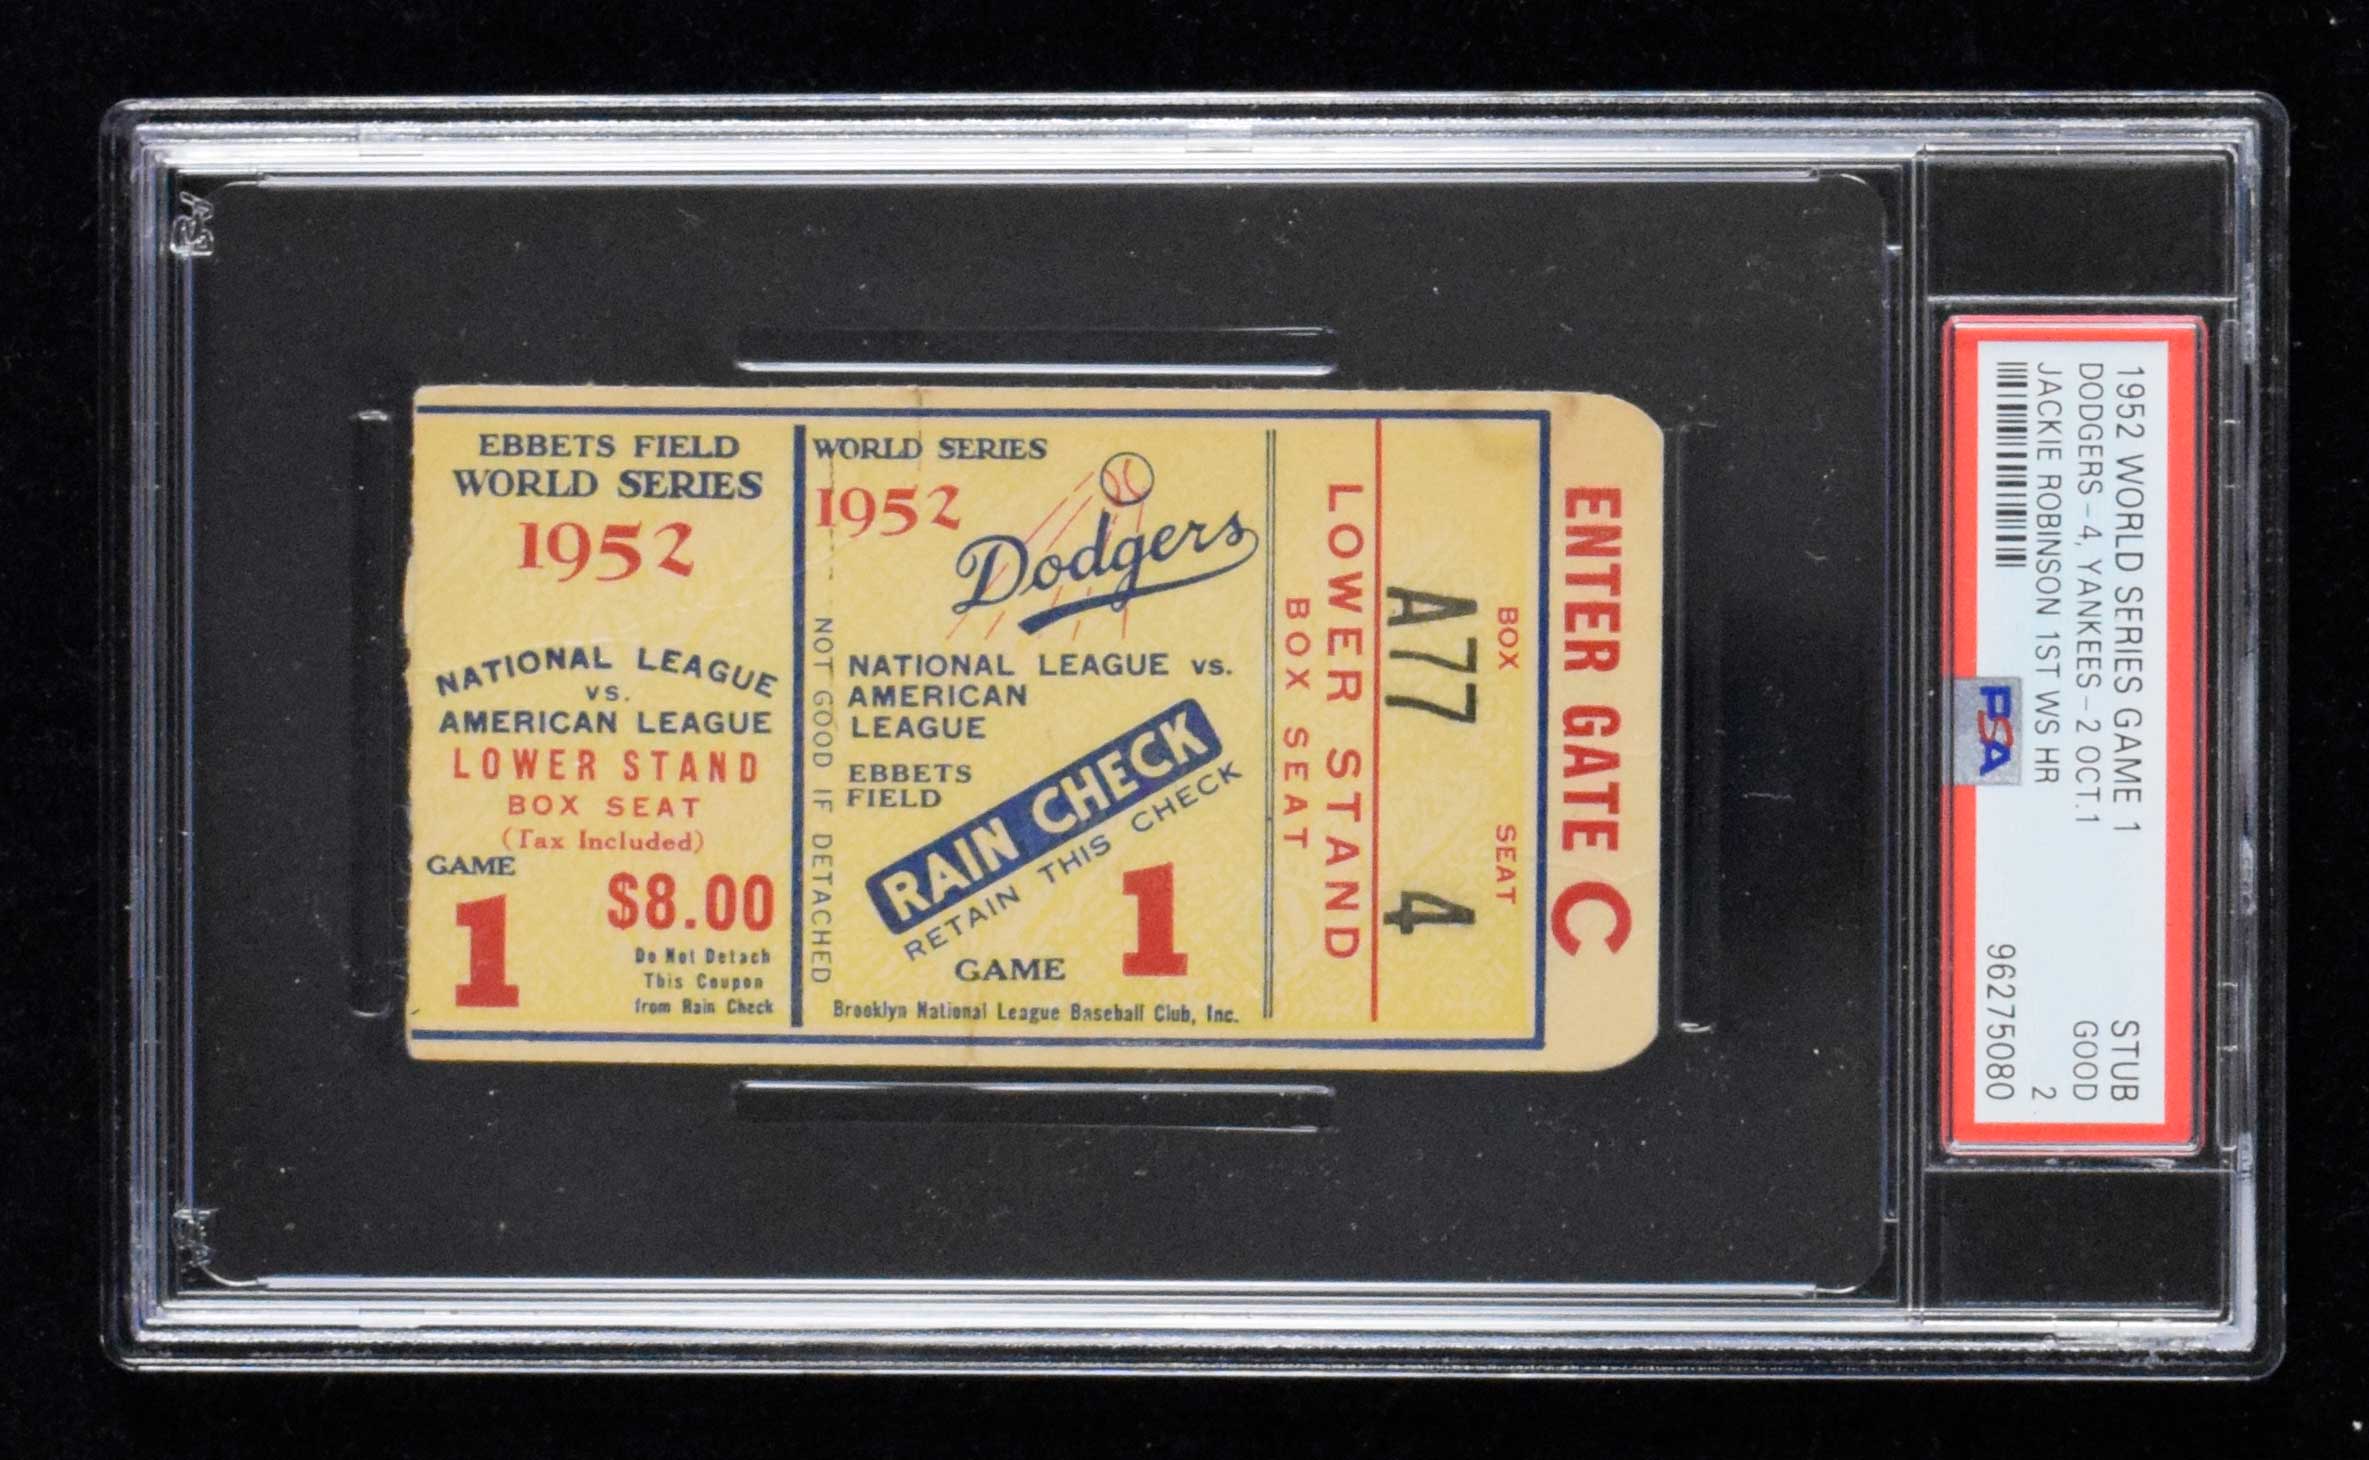 EBBETS FIELD
WORLD SERIES
1952
NATIONAL LEAGUE
VS.
AMERICAN LEAGUE
LOWER STAND
BOX SEAT
(Tax Included)
GAME
1
$8.00
Do Not Detach
This Coupon
from Rain Check
NOT GOOD IF DETACHED
WORLD SERIES
1952
Dodgers
NATIONAL LEAGUE VS.
AMERICAN
LEAGUE
EBBETS
FIELD
RAIN CHECK
RETAIN THIS CHECK
GAME 1
Brooklyn National League Baseball Club, Inc.
LOWER STAND
BOX SEAT
BOX SEAT
A77 4
ENTER GATE C
1952 WORLD SERIES GAME 1 STUB
DODGERS-4, YANKEES-2 OCT.1 GOOD
JACKIE ROBINSON 1ST WS HR 2
PSA
96275080